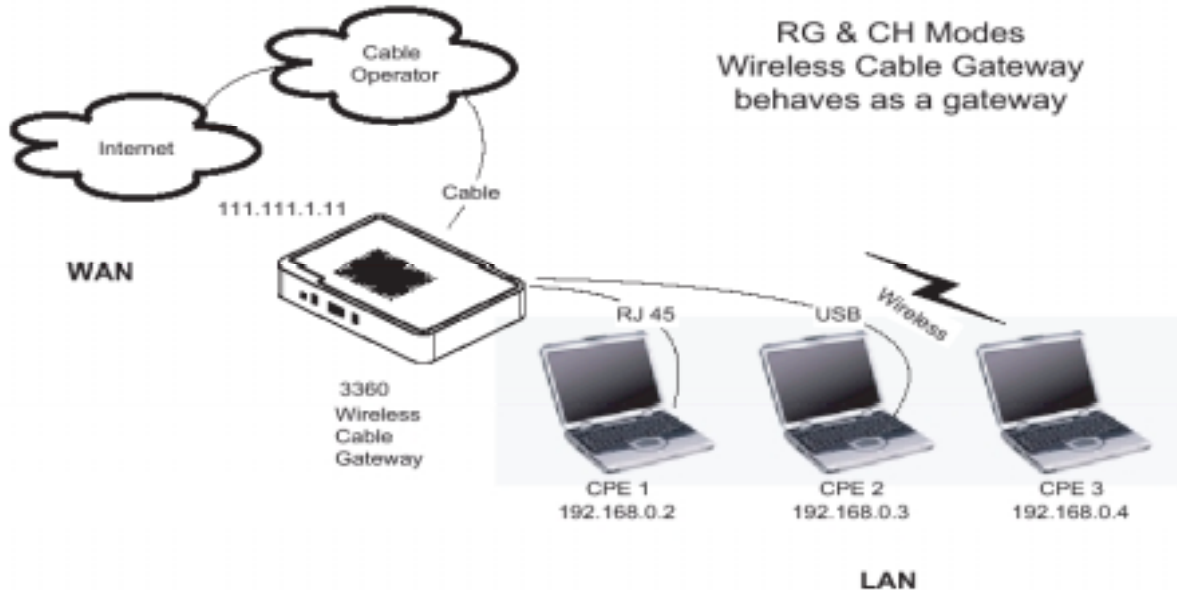 RG & CH Modes
Wireless Cable Gateway
behaves as a gateway
Cable
Operator
Internet
Cable
111.111.1.11
WAN
RJ 45
USB
Wireless
3360
Wireless
Cable
Gateway
CPE 1
192.168.0.2
CPE 2
192.168.0.3
CPE 3
192.168.0.4
LAN